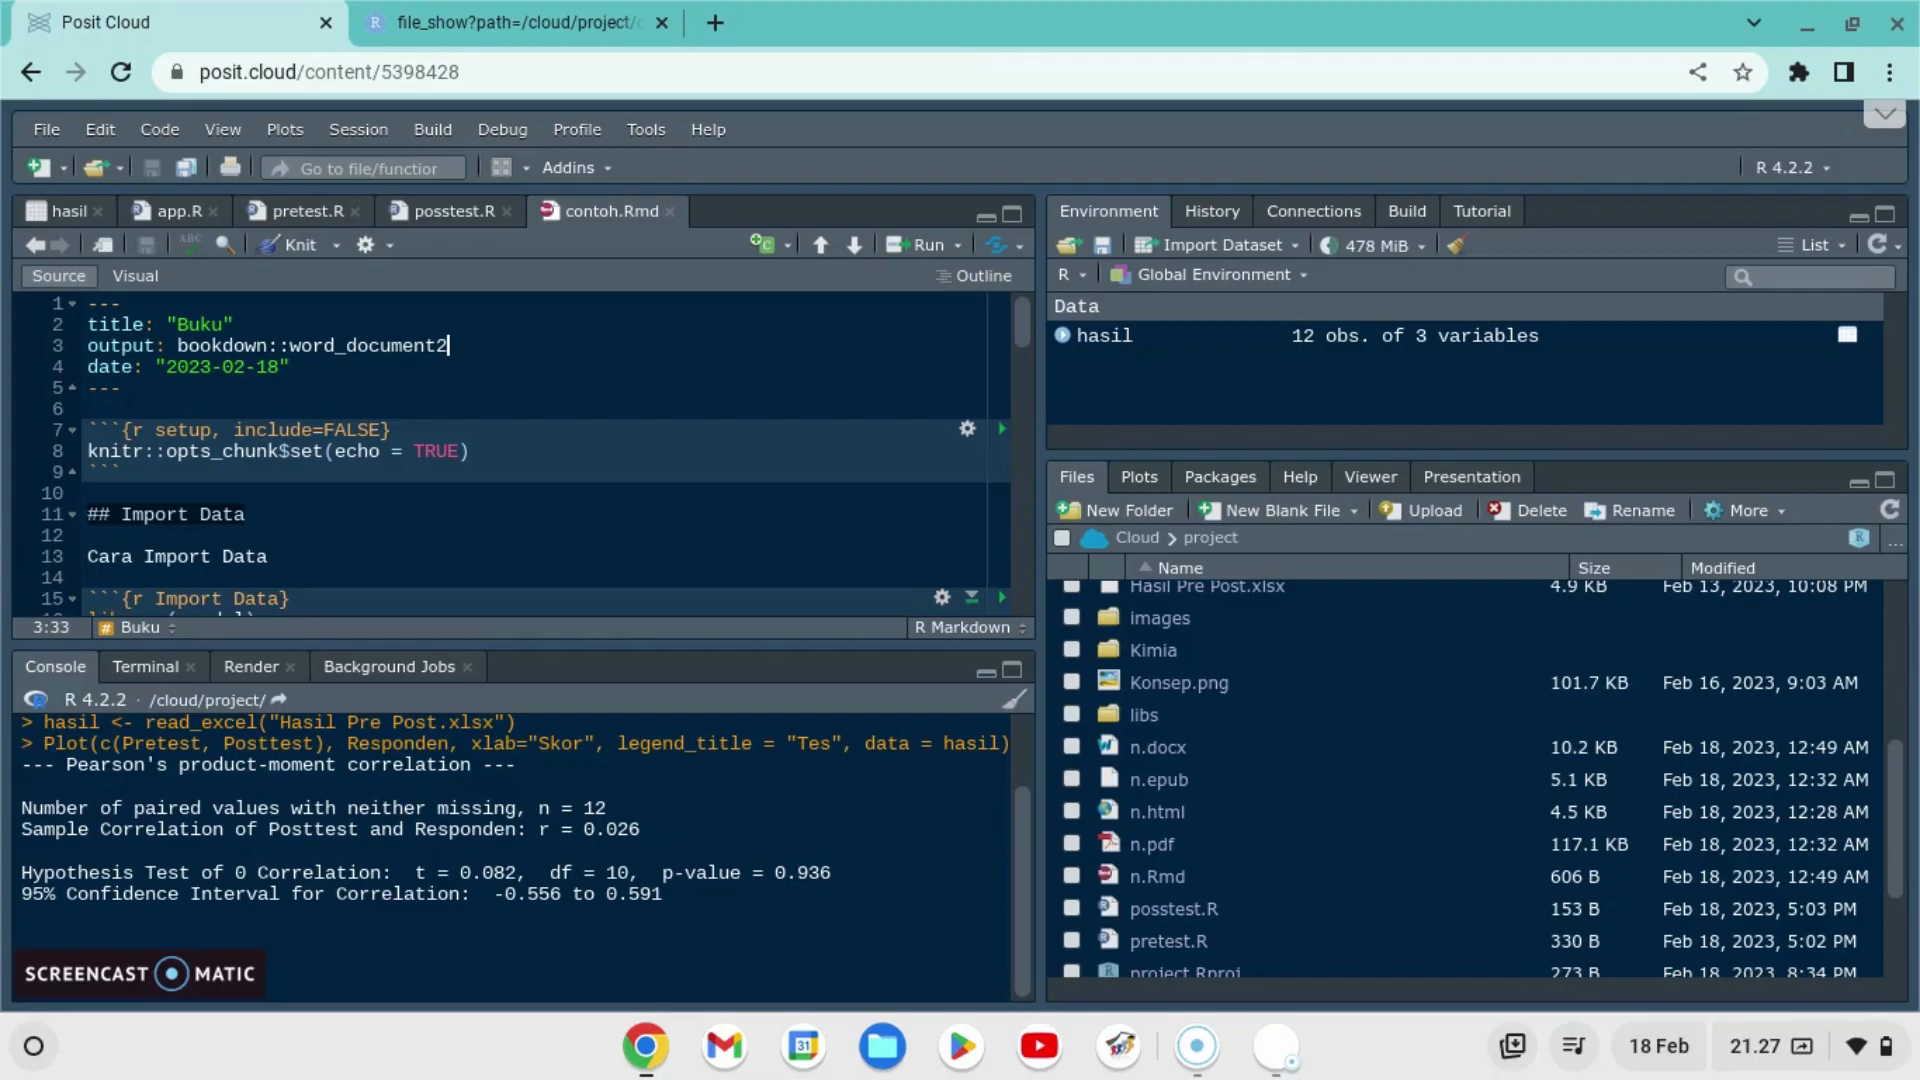 Posit Cloud
file_show?path=/cloud/project/
posit.cloud/content/5398428
File Edit Code View Plots Session Build Debug Profile Tools Help
Go to file/function Addins R 4.2.2
hasil app.R pretest.R posstest.R contoh.Rmd
ABC Knit Run
Source Visual Outline
1 ---
2 title: "Buku"
3 output: bookdown::word_document2
4 date: "2023-02-18"
5 ---
6
7 ```{r setup, include=FALSE}
8 knitr::opts_chunk$set(echo = TRUE)
9 ```
10
11 ## Import Data
12
13 Cara Import Data
14
15 ```{r Import Data}
3:33 Buku R Markdown
Console Terminal Render Background Jobs
R 4.2.2 · /cloud/project/
> hasil <- read_excel("Hasil Pre Post.xlsx")
> Plot(c(Pretest, Posttest), Responden, xlab="Skor", legend_title = "Tes", data = hasil)
--- Pearson's product-moment correlation ---
Number of paired values with neither missing, n = 12
Sample Correlation of Posttest and Responden: r = 0.026
Hypothesis Test of 0 Correlation: t = 0.082, df = 10, p-value = 0.936
95% Confidence Interval for Correlation: -0.556 to 0.591
SCREENCAST MATIC
Environment History Connections Build Tutorial
Import Dataset 478 MiB List
R Global Environment
Data
hasil 12 obs. of 3 variables
Files Plots Packages Help Viewer Presentation
New Folder New Blank File Upload Delete Rename More
Cloud project R ...
Name Size Modified
Hasil Pre Post.xlsx 4.9 KB Feb 13, 2023, 10:08 PM
images
Kimia
Konsep.png 101.7 KB Feb 16, 2023, 9:03 AM
libs
n.docx 10.2 KB Feb 18, 2023, 12:49 AM
n.epub 5.1 KB Feb 18, 2023, 12:32 AM
n.html 4.5 KB Feb 18, 2023, 12:28 AM
n.pdf 117.1 KB Feb 18, 2023, 12:32 AM
n.Rmd 606 B Feb 18, 2023, 12:49 AM
posstest.R 153 B Feb 18, 2023, 5:03 PM
pretest.R 330 B Feb 18, 2023, 5:02 PM
project.Rproj 273 B Feb 18, 2023, 8:34 PM
31
18 Feb 21.27